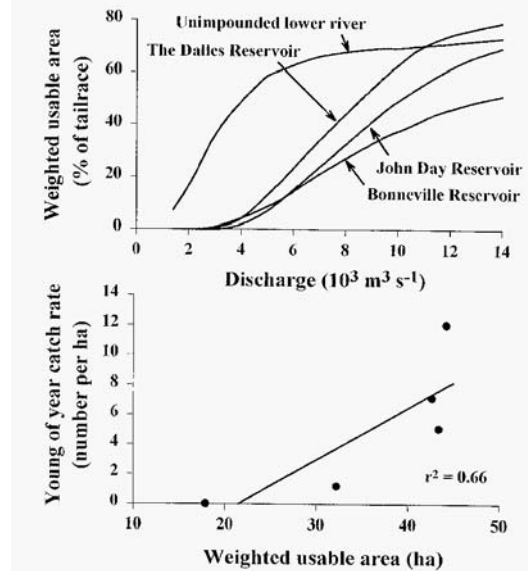 Weighted usable area
(% of tailrace)
80
60
40
20
0
Unimpounded lower river
The Dalles Reservoir
John Day Reservoir
Bonneville Reservoir
0 2 4 6 8 10 12 14
Discharge (10³ m³ s⁻¹)
Young of year catch rate
(number per ha)
14
12
10
8
6
4
2
0
r² = 0.66
10 20 30 40 50
Weighted usable area (ha)